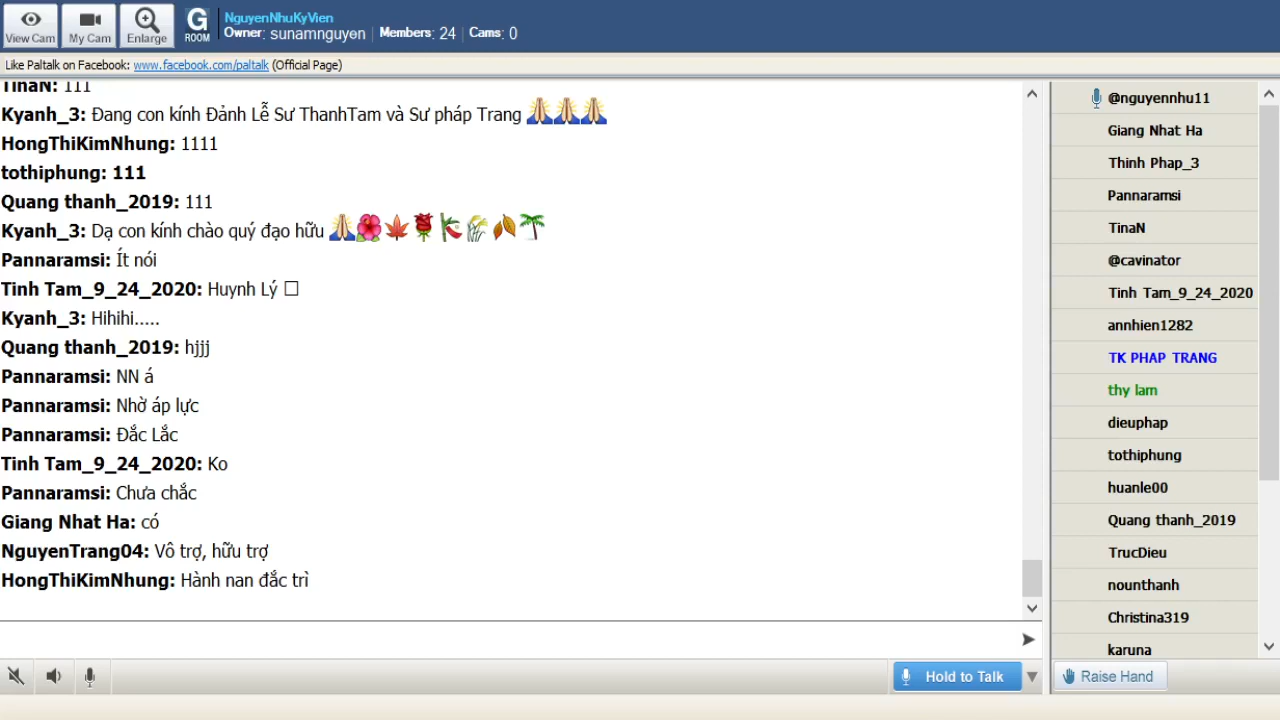 View Cam
My Cam
Enlarge
G
ROOM
NguyenNhuKyVien
Owner: sunamnguyen | Members: 24 | Cams: 0
Like Paltalk on Facebook: www.facebook.com/paltalk (Official Page)
TinaN: 111
Kyanh_3: Đang con kính Đảnh Lễ Sư ThanhTam và Sư pháp Trang 🙏🙏🙏
HongThiKimNhung: 1111
tothiphung: 111
Quang thanh_2019: 111
Kyanh_3: Dạ con kính chào quý đạo hữu 🙏🌺🍁🌹🎋🌾🍂🌴
Pannaramsi: Ít nói
Tinh Tam_9_24_2020: Huynh Lý □
Kyanh_3: Hihihi.....
Quang thanh_2019: hjjj
Pannaramsi: NN á
Pannaramsi: Nhờ áp lực
Pannaramsi: Đắc Lắc
Tinh Tam_9_24_2020: Ko
Pannaramsi: Chưa chắc
Giang Nhat Ha: có
NguyenTrang04: Vô trợ, hữu trợ
HongThiKimNhung: Hành nan đắc trì
@nguyennhu11
Giang Nhat Ha
Thinh Phap_3
Pannaramsi
TinaN
@cavinator
Tinh Tam_9_24_2020
annhien1282
TK PHAP TRANG
thy lam
dieuphap
tothiphung
huanle00
Quang thanh_2019
TrucDieu
nounthanh
Christina319
karuna
Hold to Talk
Raise Hand